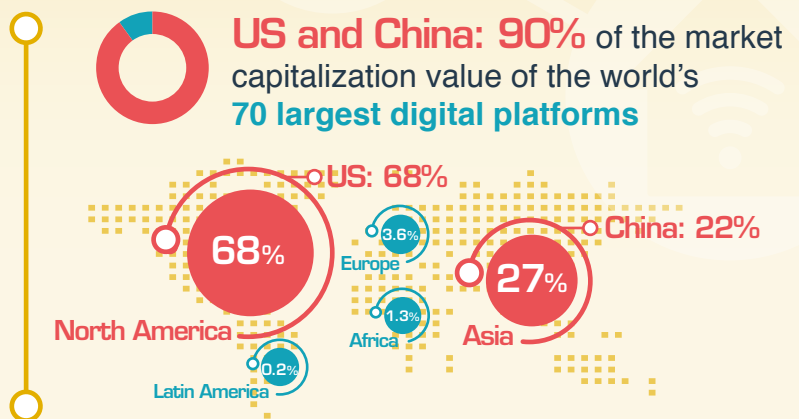 US and China: 90% of the market
capitalization value of the world's
70 largest digital platforms
US: 68%
68%
North America
3.6%
Europe
China: 22%
27%
Asia
1.3%
Africa
0.2%
Latin America